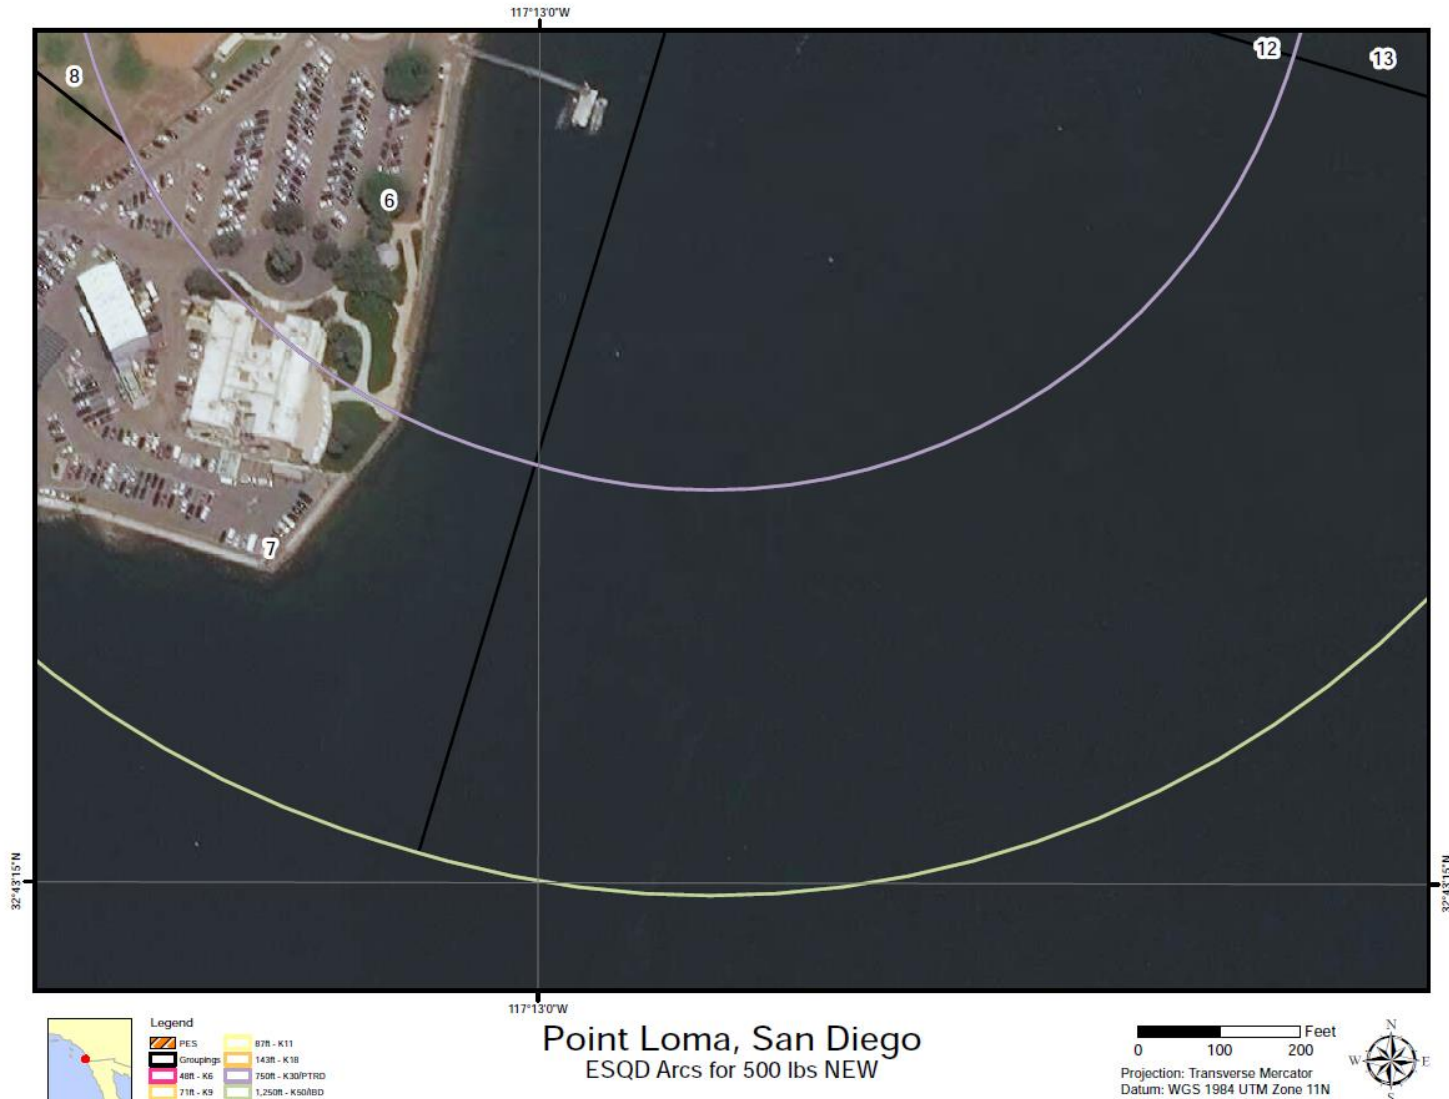 117°13'0"W
12
13
8
6
7
32°43'15"N
32°43'15"N
117°13'0"W
Legend
PES
Groupings
48ft - K6
71ft - K9
87ft - K11
143ft - K18
750ft - K30/PTRD
1,250ft - K50/IBD
Point Loma, San Diego
ESQD Arcs for 500 lbs NEW
Feet
0 100 200
Projection: Transverse Mercator
Datum: WGS 1984 UTM Zone 11N
N
W E
S